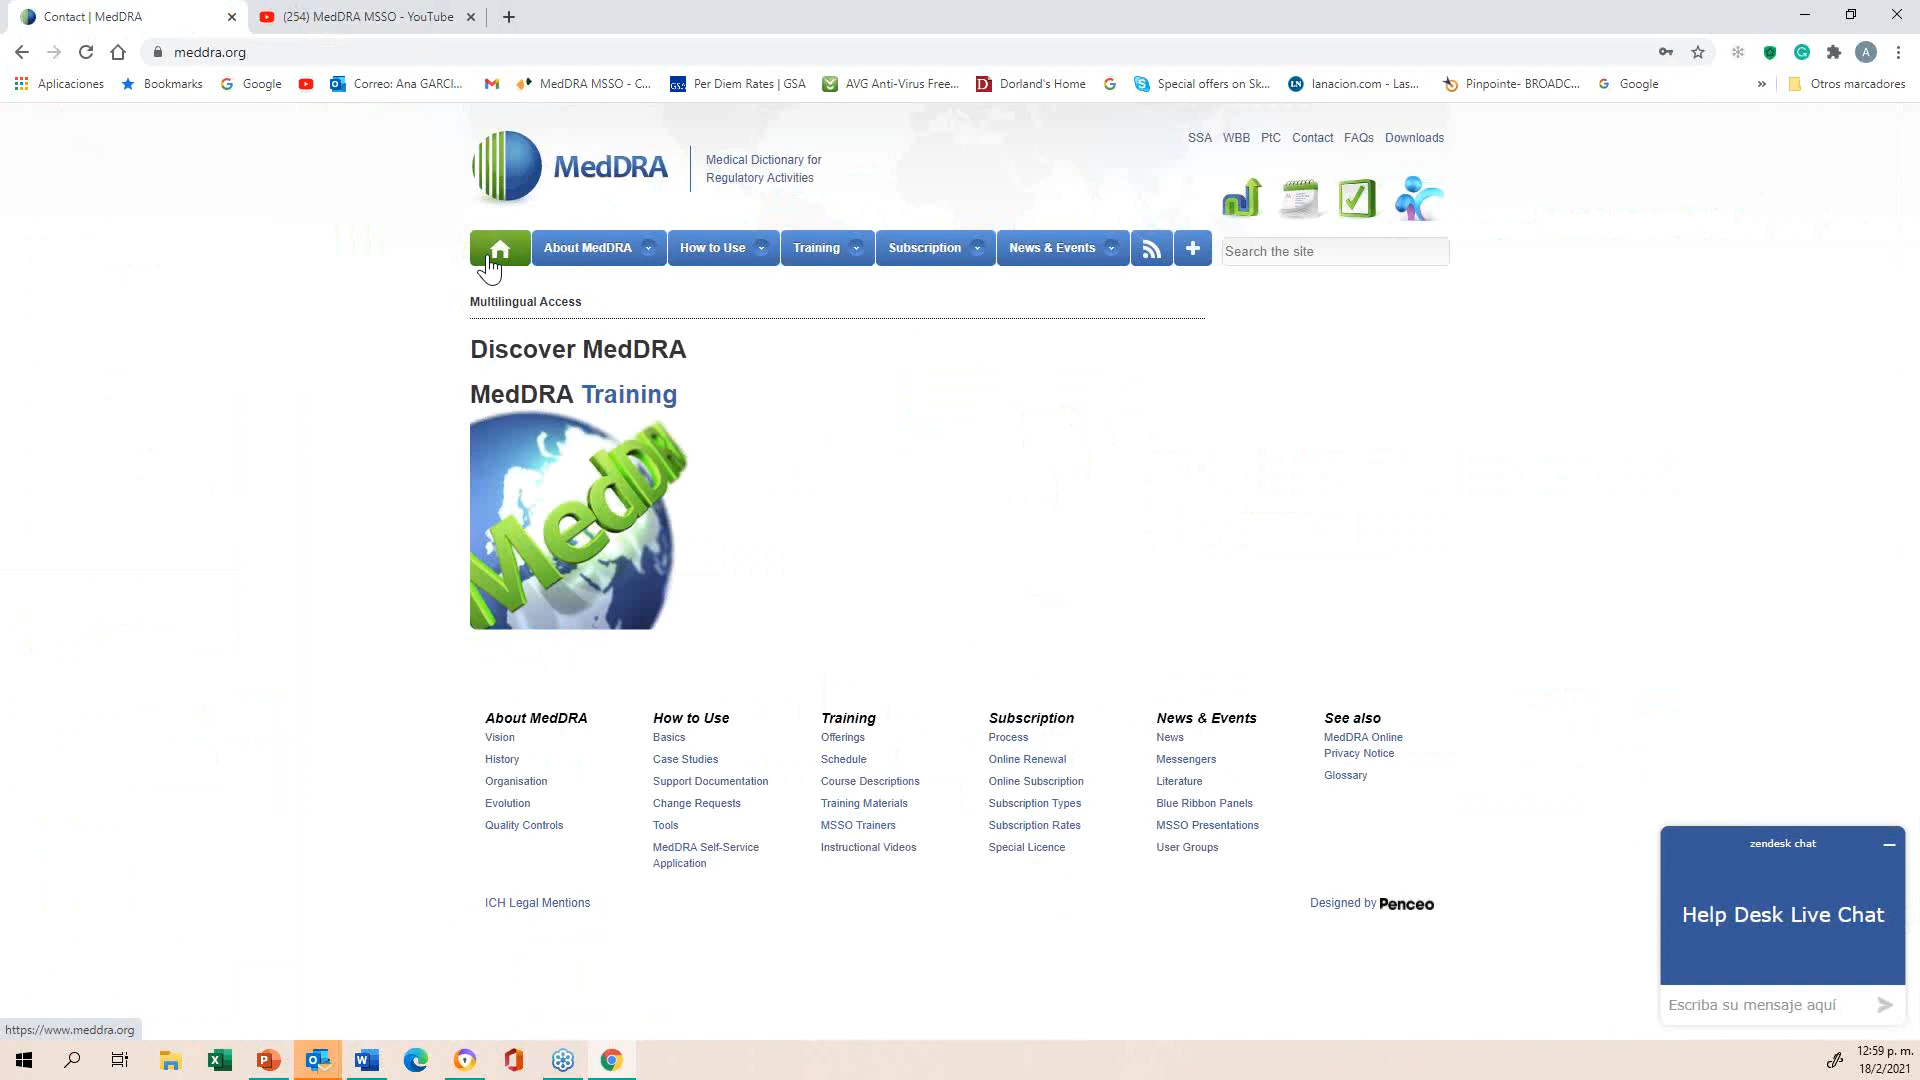 Contact | MedDRA
(254) MedDRA MSSO - YouTube
meddra.org
A
Aplicaciones
Bookmarks
Google
Correo: Ana GARCI...
MedDRA MSSO - C...
GSA
Per Diem Rates | GSA
AVG Anti-Virus Free...
Dorland's Home
Special offers on Sk...
LN
lanacion.com - Las...
Pinpointe- BROADC...
Google
»
Otros marcadores
MedDRA
Medical Dictionary for
Regulatory Activities
SSA WBB PtC Contact FAQs Downloads
About MedDRA
How to Use
Training
Subscription
News & Events
Search the site
Multilingual Access
Discover MedDRA
MedDRA Training
MedDRA
About MedDRA
Vision
History
Organisation
Evolution
Quality Controls
How to Use
Basics
Case Studies
Support Documentation
Change Requests
Tools
MedDRA Self-Service
Application
Training
Offerings
Schedule
Course Descriptions
Training Materials
MSSO Trainers
Instructional Videos
Subscription
Process
Online Renewal
Online Subscription
Subscription Types
Subscription Rates
Special Licence
News & Events
News
Messengers
Literature
Blue Ribbon Panels
MSSO Presentations
User Groups
See also
MedDRA Online
Privacy Notice
Glossary
ICH Legal Mentions
Designed by Penceo
zendesk chat
Help Desk Live Chat
Escriba su mensaje aquí
https://www.meddra.org
12:59 p. m.
18/2/2021